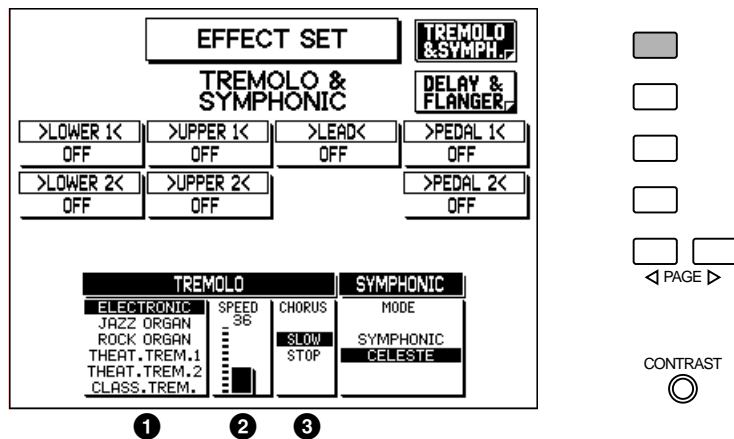 EFFECT SET
TREMOLO
&SYMPH.
TREMOLO &
SYMPHONIC
DELAY &
FLANGER
>LOWER 1< >UPPER 1< >LEAD< >PEDAL 1<
OFF OFF OFF OFF
>LOWER 2< >UPPER 2< >PEDAL 2<
OFF OFF OFF
TREMOLO SYMPHONIC
ELECTRONIC SPEED CHORUS MODE
JAZZ ORGAN 36
ROCK ORGAN SLOW SYMPHONIC
THEAT.TREM.1 STOP CELESTE
THEAT.TREM.2
CLASS.TREM.
1 2 3
PAGE
CONTRAST